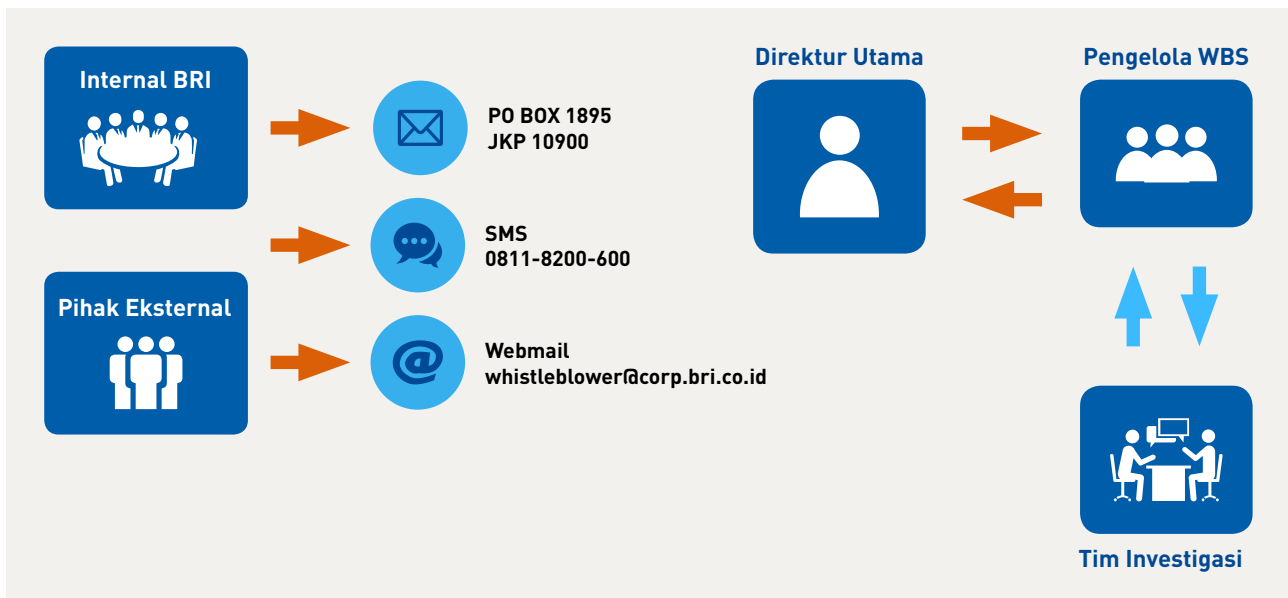 Internal BRI
Pihak Eksternal
PO BOX 1895
JKP 10900
SMS
0811-8200-600
Webmail
whistleblower@corp.bri.co.id
Direktur Utama
Pengelola WBS
Tim Investigasi